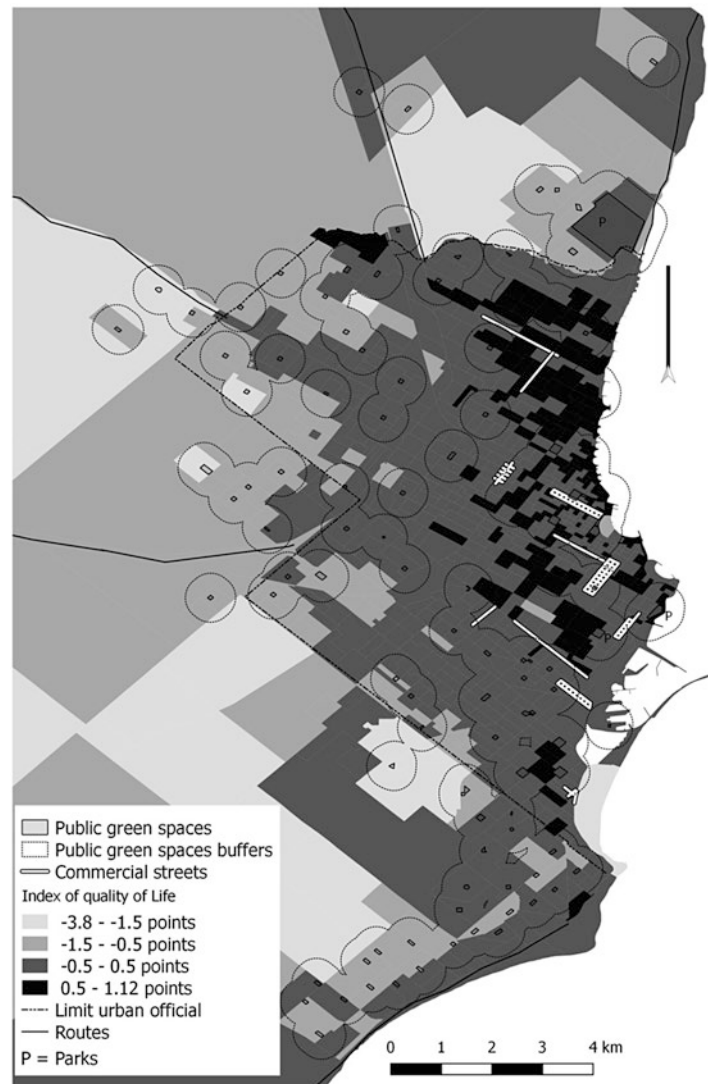 P
P
P
Public green spaces
Public green spaces buffers
Commercial streets
Index of quality of Life
-3.8 - -1.5 points
-1.5 - -0.5 points
-0.5 - 0.5 points
0.5 - 1.12 points
Limit urban official
Routes
P = Parks
0 1 2 3 4 km